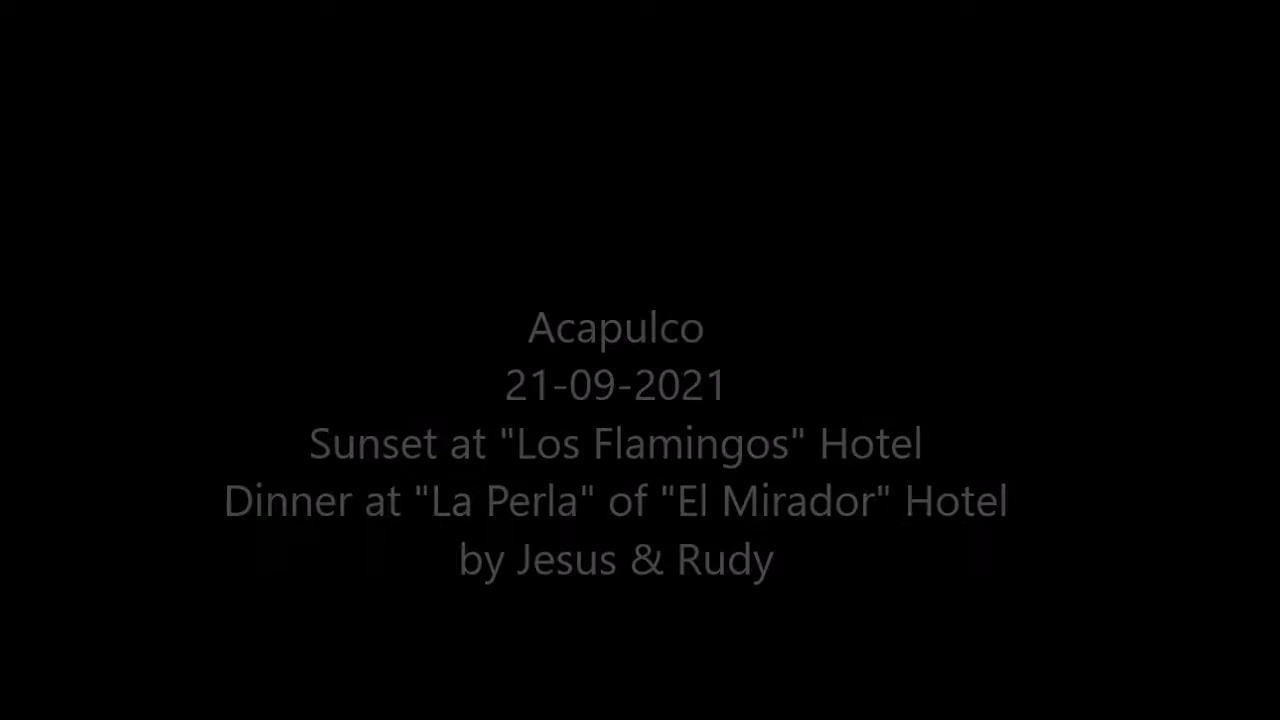 Acapulco
21-09-2021
Sunset at "Los Flamingos" Hotel
Dinner at "La Perla" of "El Mirador" Hotel
by Jesus & Rudy